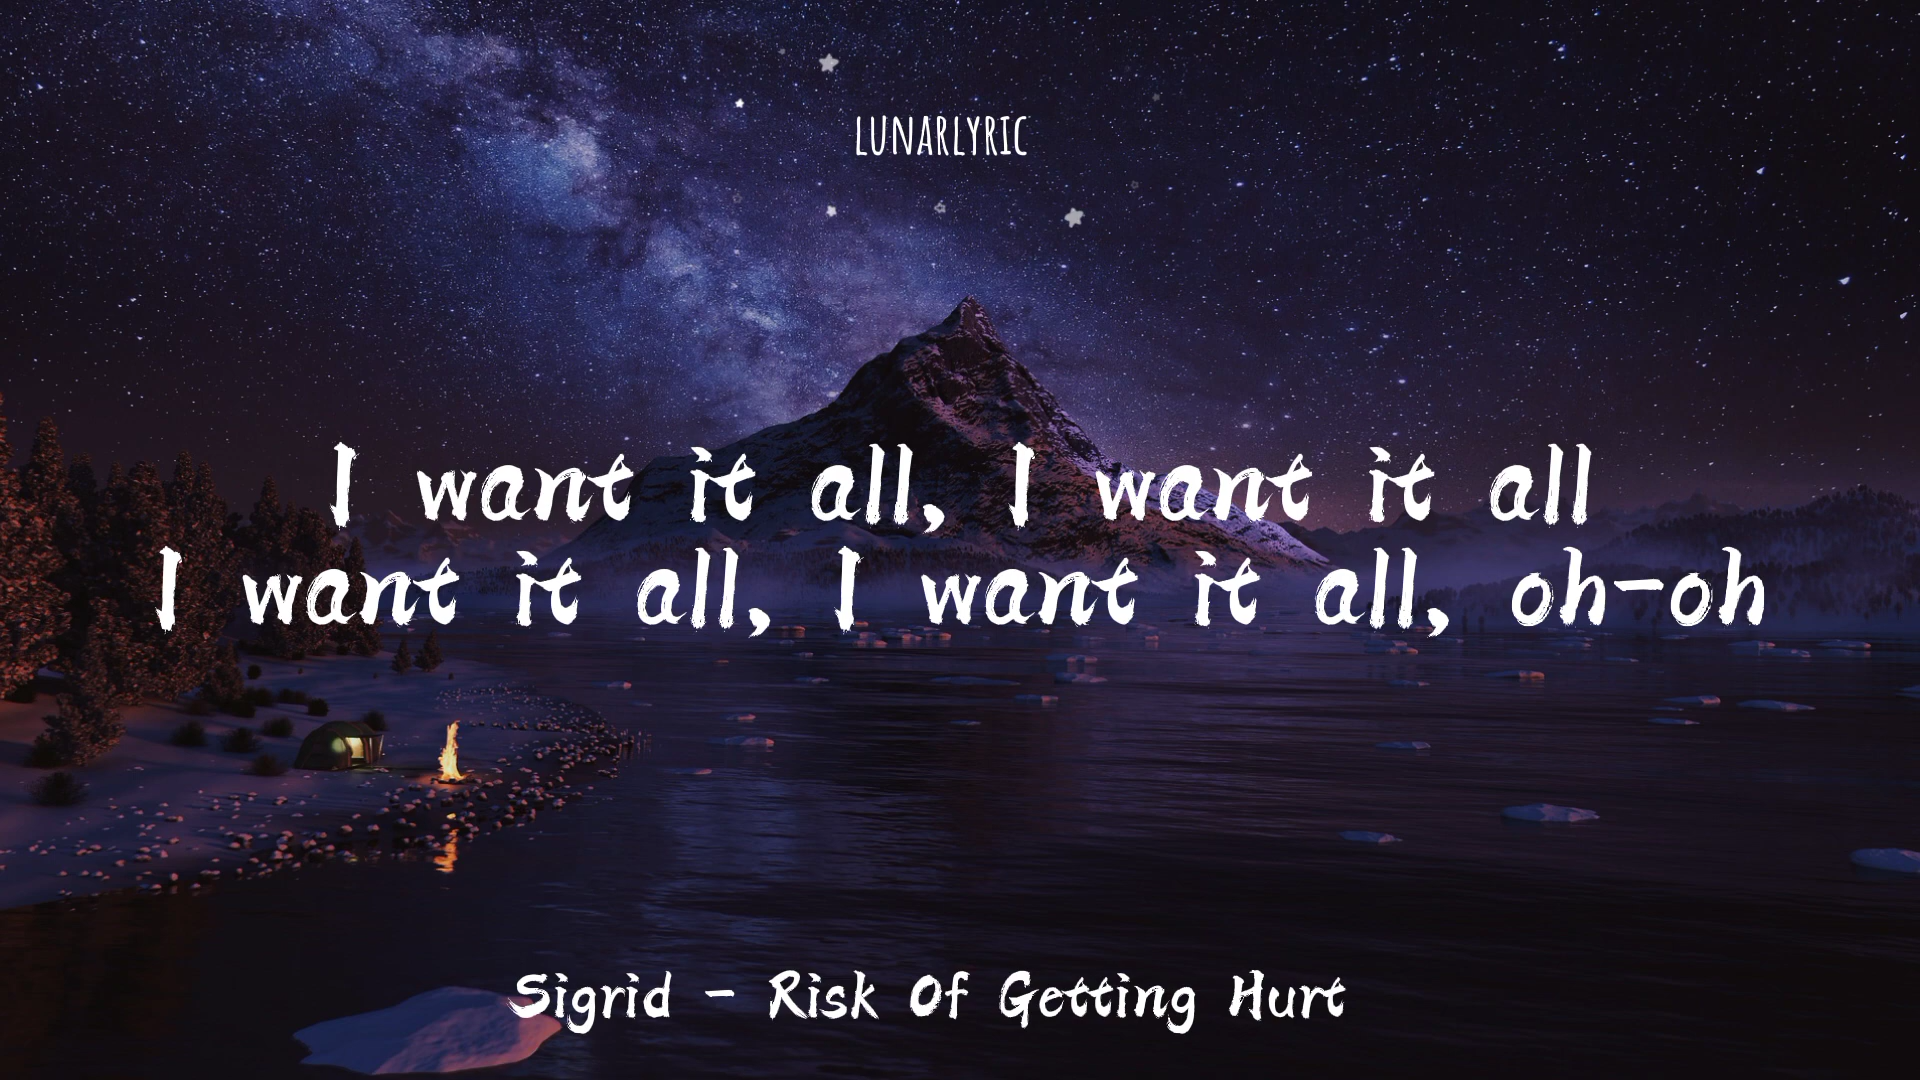 LUNARLYRIC
I want it all, I want it all
I want it all, I want it all, oh-oh
Sigrid - Risk Of Getting Hurt